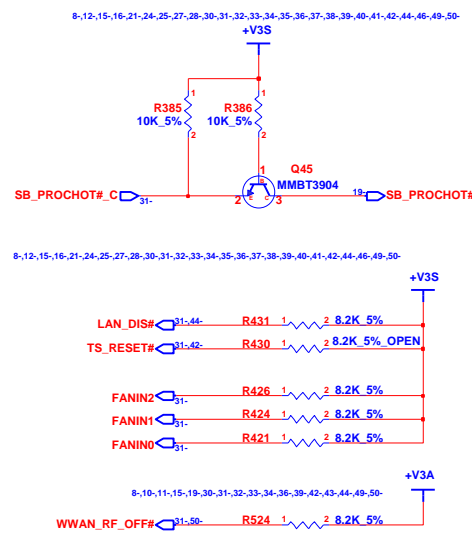 8-,12-,15-,16-,21-,24-,25-,27-,28-,30-,31-,32-,33-,34-,35-,36-,37-,38-,39-,40-,41-,42-,44-,46-,49-,50-
+V3S
1 1
R385 R386
10K_5% 10K_5%
2 2
1 Q45
B MMBT3904
SB_PROCHOT#_C 31- 2 E C 3 19- SB_PROCHOT#
8-,12-,15-,16-,21-,24-,25-,27-,28-,30-,31-,32-,33-,34-,35-,36-,37-,38-,39-,40-,41-,42-,44-,46-,49-,50-
+V3S
LAN_DIS# 31-,44- R431 1 2 8.2K_5%
TS_RESET# 31-,42- R430 1 2 8.2K_5%_OPEN
FANIN2 31- R426 1 2 8.2K_5%
FANIN1 31- R424 1 2 8.2K_5%
FANIN0 31- R421 1 2 8.2K_5%
+V3A
8-,10-,11-,15-,19-,30-,31-,32-,33-,34-,36-,39-,42-,43-,44-,49-,50-
WWAN_RF_OFF# 31-,50- R524 1 2 8.2K_5%